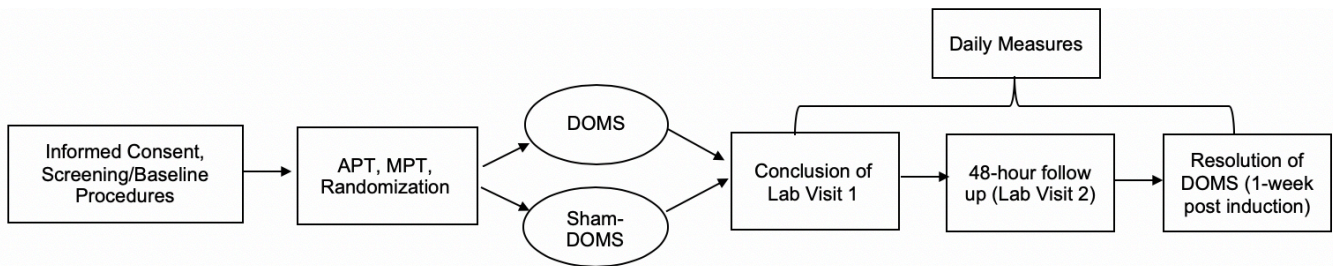 Daily Measures
Informed Consent,
Screening/Baseline
Procedures
APT, MPT,
Randomization
DOMS
Sham-
DOMS
Conclusion of
Lab Visit 1
48-hour follow
up (Lab Visit 2)
Resolution of
DOMS (1-week
post induction)